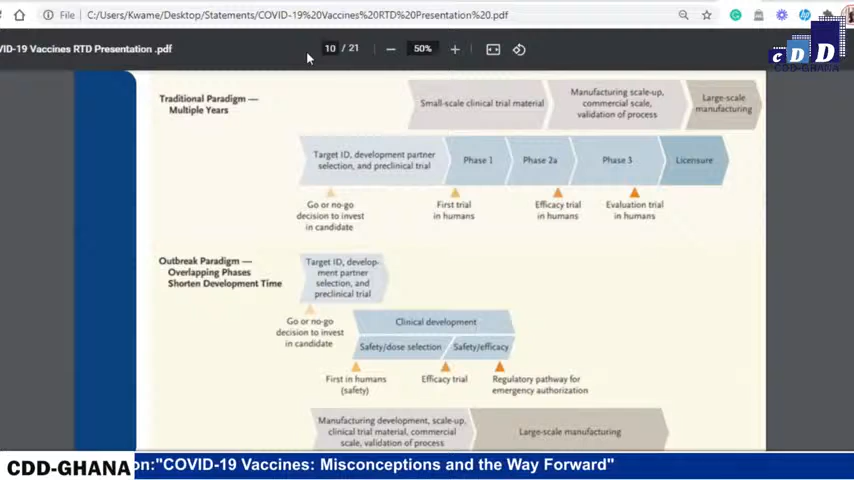 File
C:/Users/Kwame/Desktop/Statements/COVID-19%20Vaccines%20RTD%20Presentation%20.pdf
VID-19 Vaccines RTD Presentation .pdf
10 / 21
50%
CDD
CDD-GHANA
Traditional Paradigm —
Multiple Years
Small-scale clinical trial material
Manufacturing scale-up,
commercial scale,
validation of process
Large-scale
manufacturing
Target ID, development partner
selection, and preclinical trial
Phase 1
Phase 2a
Phase 3
Licensure
Go or no-go
decision to invest
in candidate
First trial
in humans
Efficacy trial
in humans
Evaluation trial
in humans
Outbreak Paradigm —
Overlapping Phases
Shorten Development Time
Target ID, develop-
ment partner
selection, and
preclinical trial
Go or no-go
decision to invest
in candidate
Clinical development
Safety/dose selection
Safety/efficacy
First in humans
(safety)
Efficacy trial
Regulatory pathway for
emergency authorization
Manufacturing development, scale-up,
clinical trial material, commercial
scale, validation of process
Large-scale manufacturing
CDD-GHANA
on:"COVID-19 Vaccines: Misconceptions and the Way Forward"